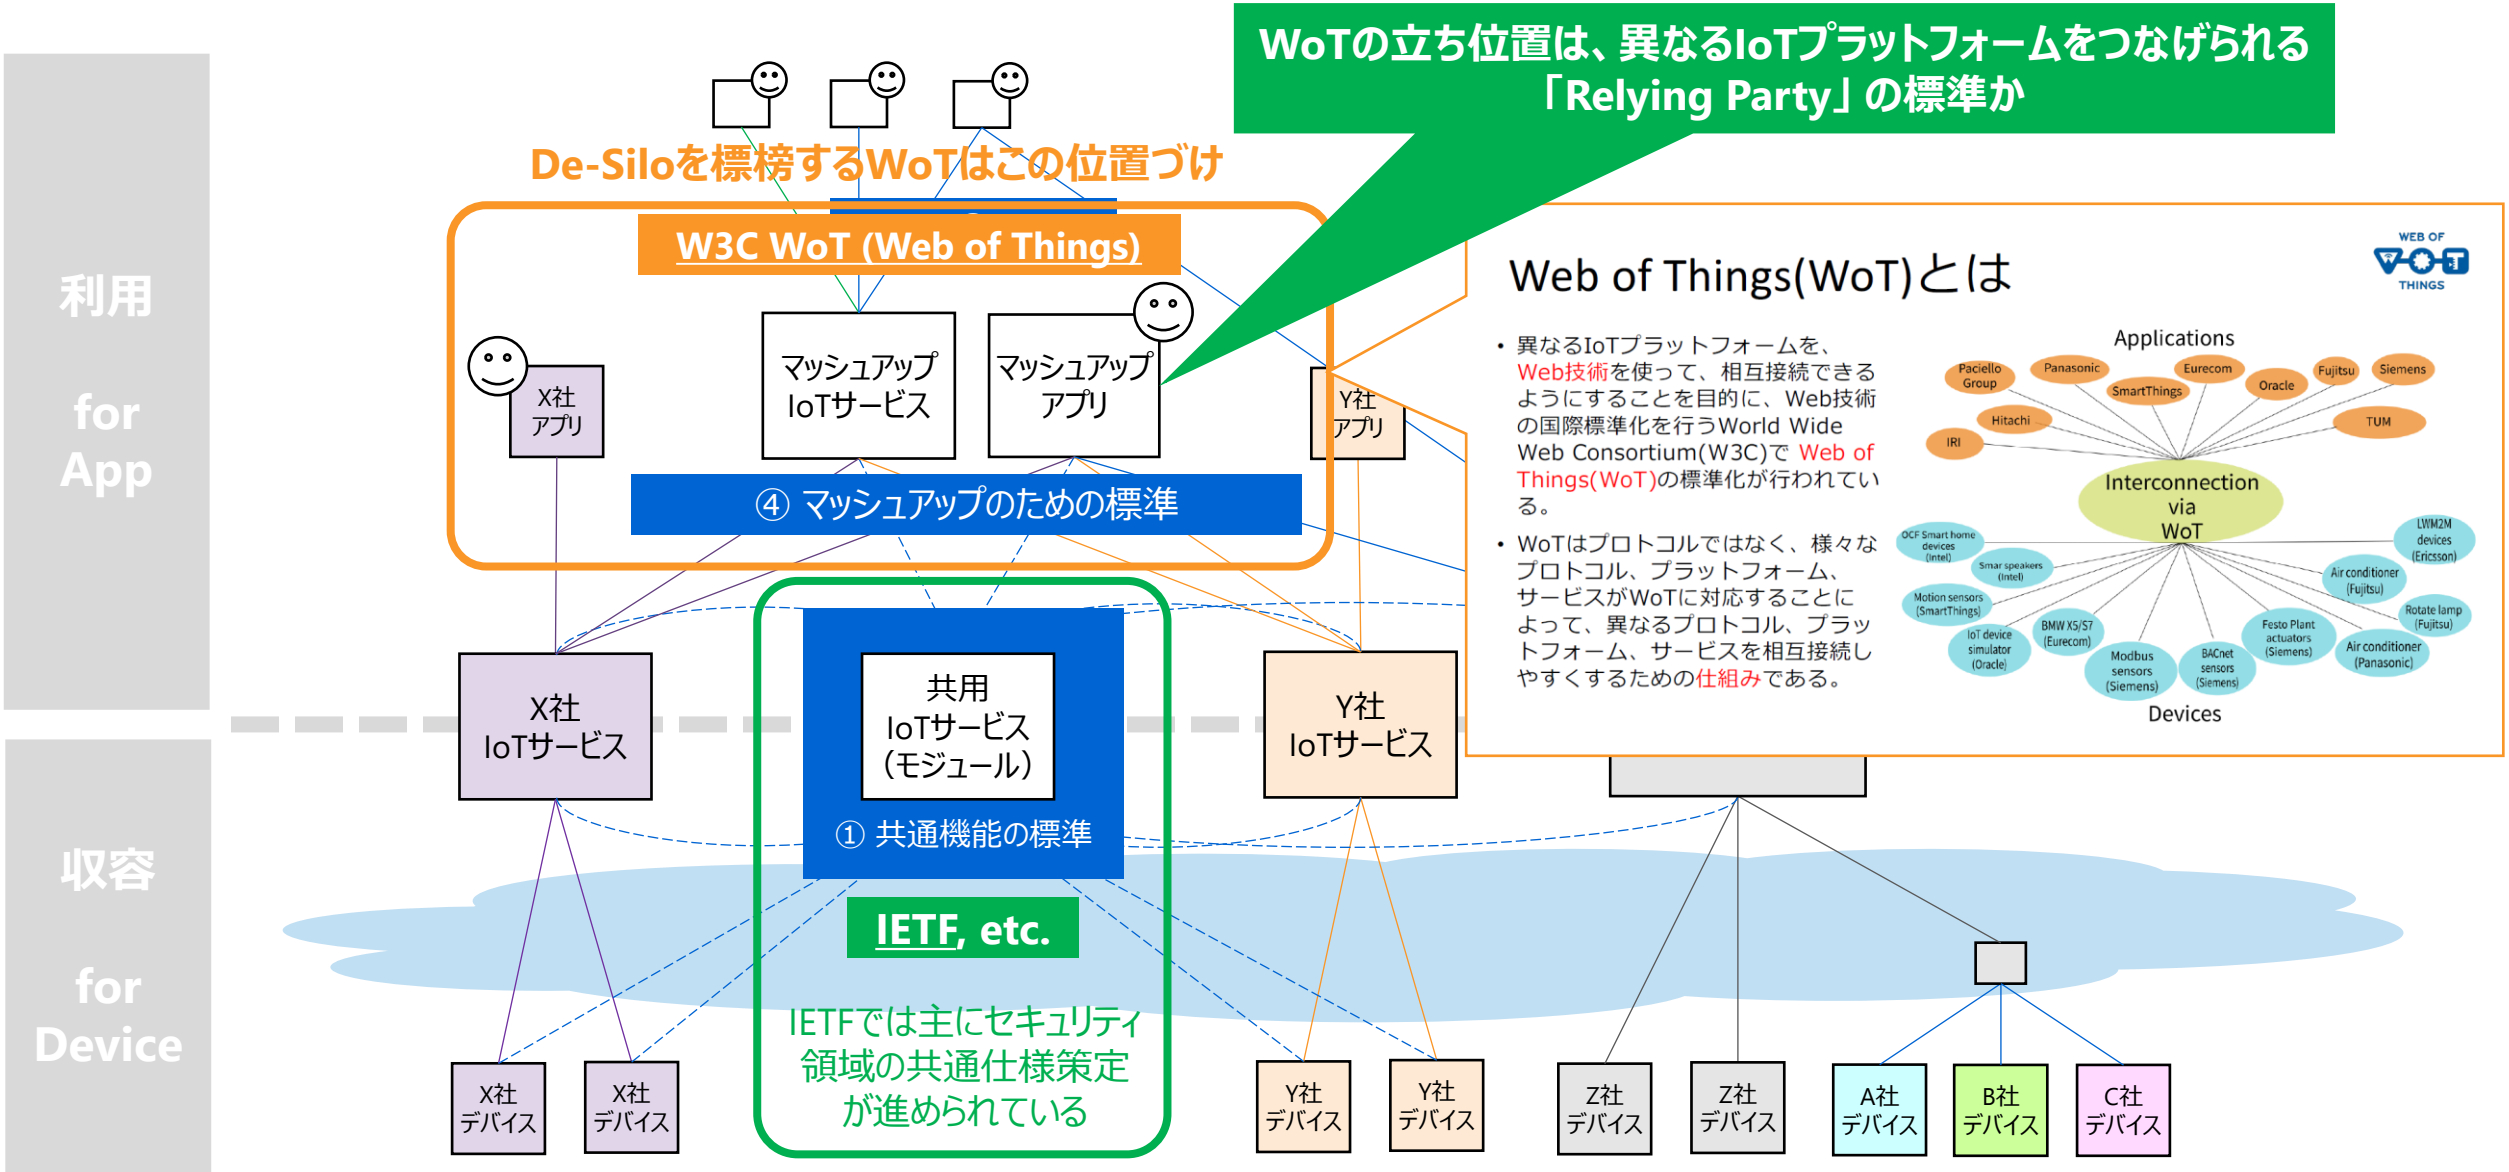 WoTの立ち位置は、異なるIoTプラットフォームをつなげられる
「Relying Party」の標準か
De-Siloを標榜するWoTはこの位置づけ
W3C WoT (Web of Things)
利用
for
App
X社
アプリ
マッシュアップ
IoTサービス
マッシュアップ
アプリ
Y社
アプリ
④ マッシュアップのための標準
WEB OF
WOT
THINGS
Web of Things(WoT)とは
• 異なるIoTプラットフォームを、
Web技術を使って、相互接続できる
ようにすることを目的に、Web技術
の国際標準化を行うWorld Wide
Web Consortium(W3C)で Web of
Things(WoT)の標準化が行われてい
る。
• WoTはプロトコルではなく、様々な
プロトコル、プラットフォーム、
サービスがWoTに対応することに
よって、異なるプロトコル、プラッ
トフォーム、サービスを相互接続し
やすくするための仕組みである。
Applications
Paciello
Group
Panasonic
SmartThings
Eurecom
Oracle
Fujitsu
Siemens
Hitachi
TUM
IRI
Interconnection
via
WoT
OCF Smart home
devices
(Intel)
Smar speakers
(Intel)
Motion sensors
(SmartThings)
IoT device
simulator
(Oracle)
BMW X5/S7
(Eurecom)
Modbus
sensors
(Siemens)
BACnet
sensors
(Siemens)
Festo Plant
actuators
(Siemens)
Air conditioner
(Panasonic)
Rotate lamp
(Fujitsu)
Air conditioner
(Fujitsu)
LWM2M
devices
(Ericsson)
Devices
X社
IoTサービス
共用
IoTサービス
（モジュール）
① 共通機能の標準
Y社
IoTサービス
収容
for
Device
IETF, etc.
IETFでは主にセキュリティ
領域の共通仕様策定
が進められている
X社
デバイス
X社
デバイス
Y社
デバイス
Y社
デバイス
Z社
デバイス
Z社
デバイス
A社
デバイス
B社
デバイス
C社
デバイス